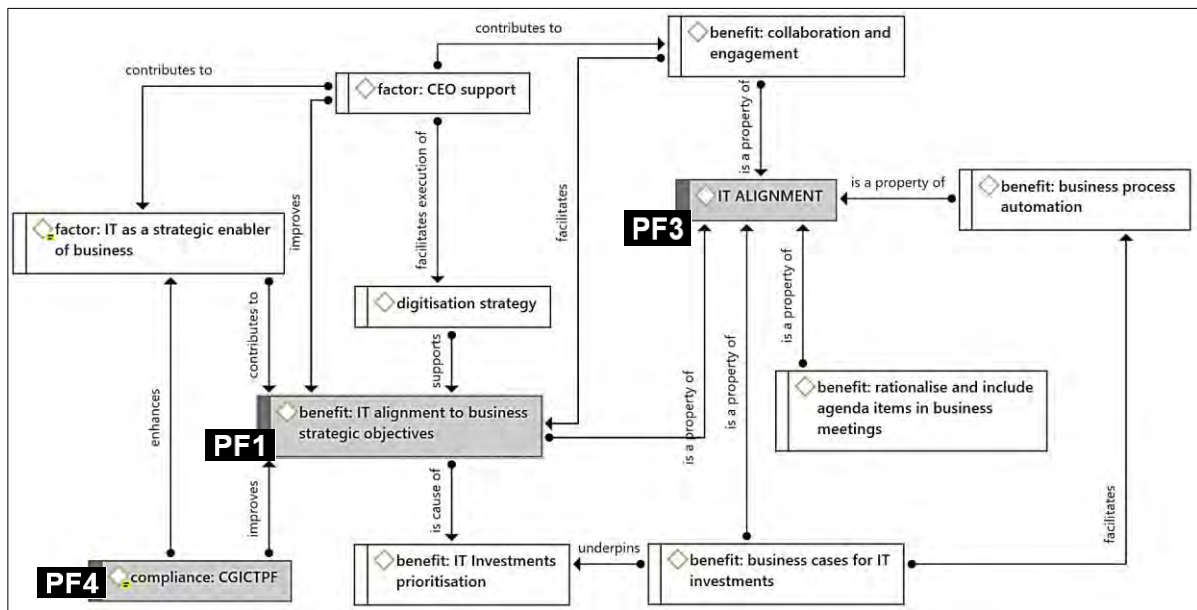 contributes to
benefit: collaboration and
engagement
contributes to
factor: CEO support
is a property of
improves
facilitates execution of
facilitates
IT ALIGNMENT
PF3
is a property of
benefit: business process
automation
factor: IT as a strategic enabler
of business
contributes to
digitisation strategy
supports
is a property of
is a property of
is a property of
benefit: rationalise and include
agenda items in business
meetings
enhances
benefit: IT alignment to business
strategic objectives
PF1
improves
is cause of
facilitates
PF4
compliance: CGICTPF
benefit: IT Investments
prioritisation
underpins
benefit: business cases for IT
investments